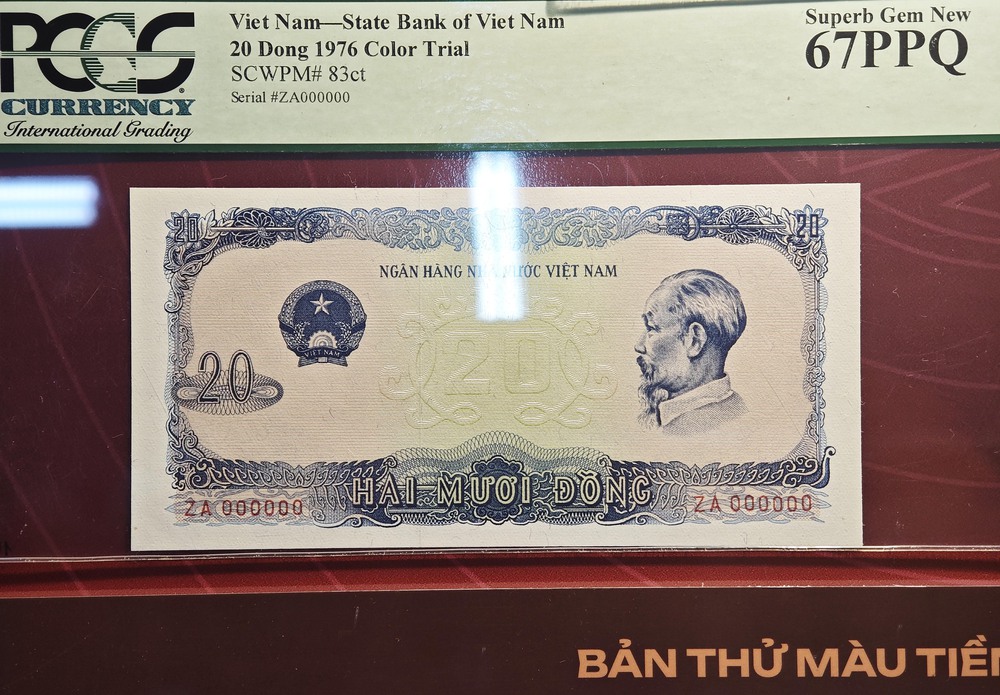 PCGS
CURRENCY
International Grading
Viet Nam—State Bank of Viet Nam
20 Dong 1976 Color Trial
SCWPM# 83ct
Serial #ZA000000
Superb Gem New
67PPQ
20 20
NGÂN HÀNG NHÀ NƯỚC VIỆT NAM
VIỆT NAM
20
20
HAI MƯƠI ĐỒNG
ZA 000000 ZA 000000
BẢN THỬ MÀU